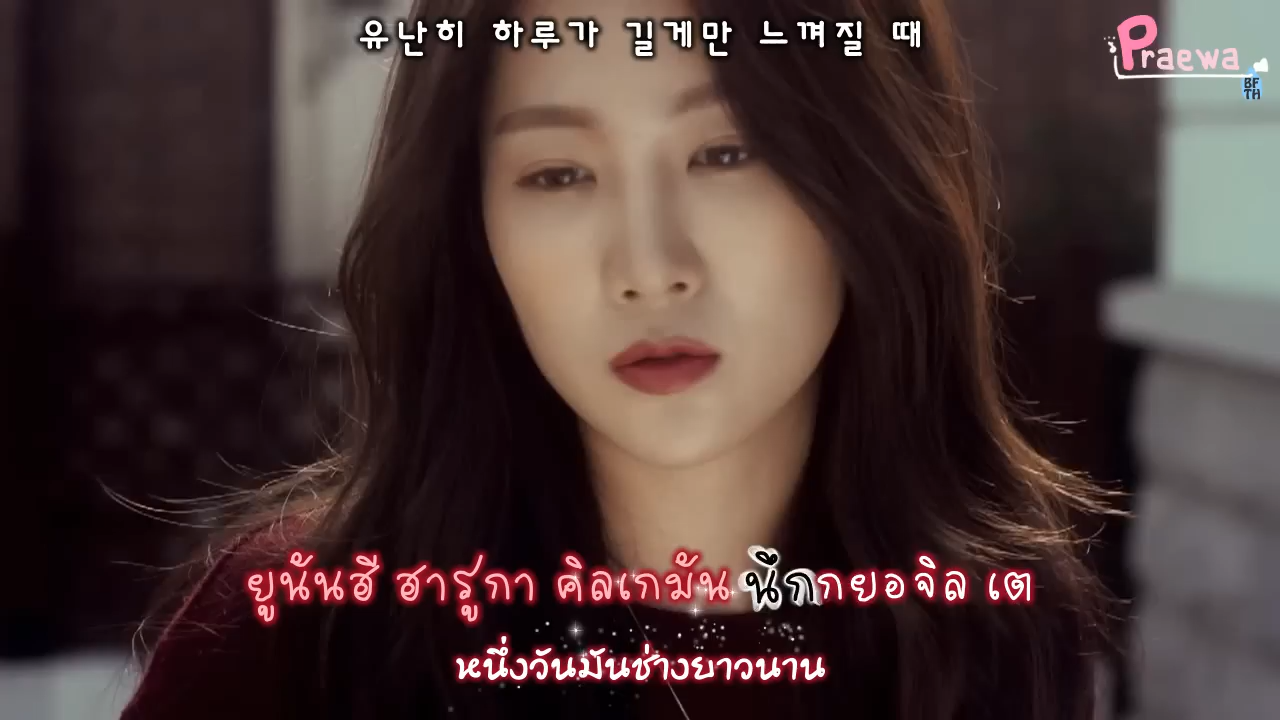 유난히 하루가 길게만 느껴질 때
Praewa
BF
TH
ยูนันฮี ฮารูกา คิลเกมัน นึกกยอจิล เต
หนึ่งวันมันช่างยาวนาน